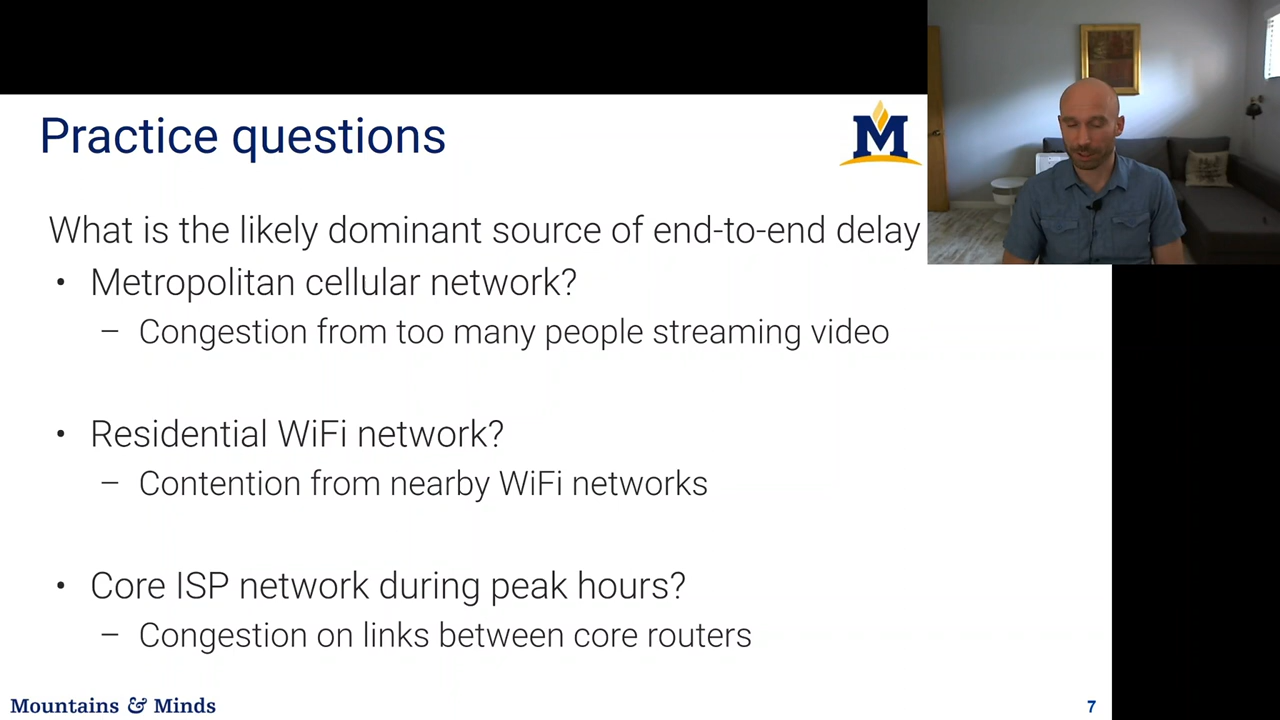 Practice questions
M
What is the likely dominant source of end-to-end delay
• Metropolitan cellular network?
– Congestion from too many people streaming video
• Residential WiFi network?
– Contention from nearby WiFi networks
• Core ISP network during peak hours?
– Congestion on links between core routers
Mountains & Minds
7